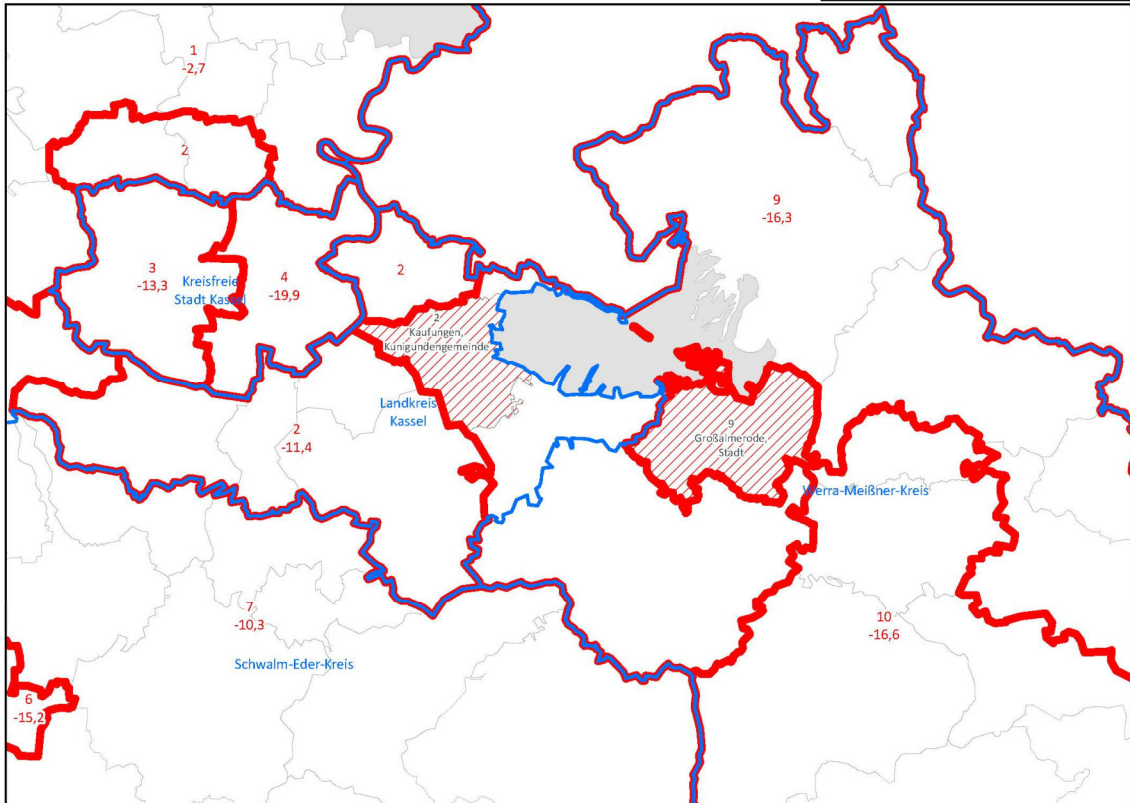 1
-2,7
2
9
-16,3
3
-13,3
Kreisfreie
Stadt Kassel
4
-19,9
2
2
Kaufungen,
Kunigundengemeinde
Landkreis
Kassel
2
-11,4
9
Großalmerode,
Stadt
Werra-Meißner-Kreis
7
-10,3
10
-16,6
Schwalm-Eder-Kreis
6
-15,2